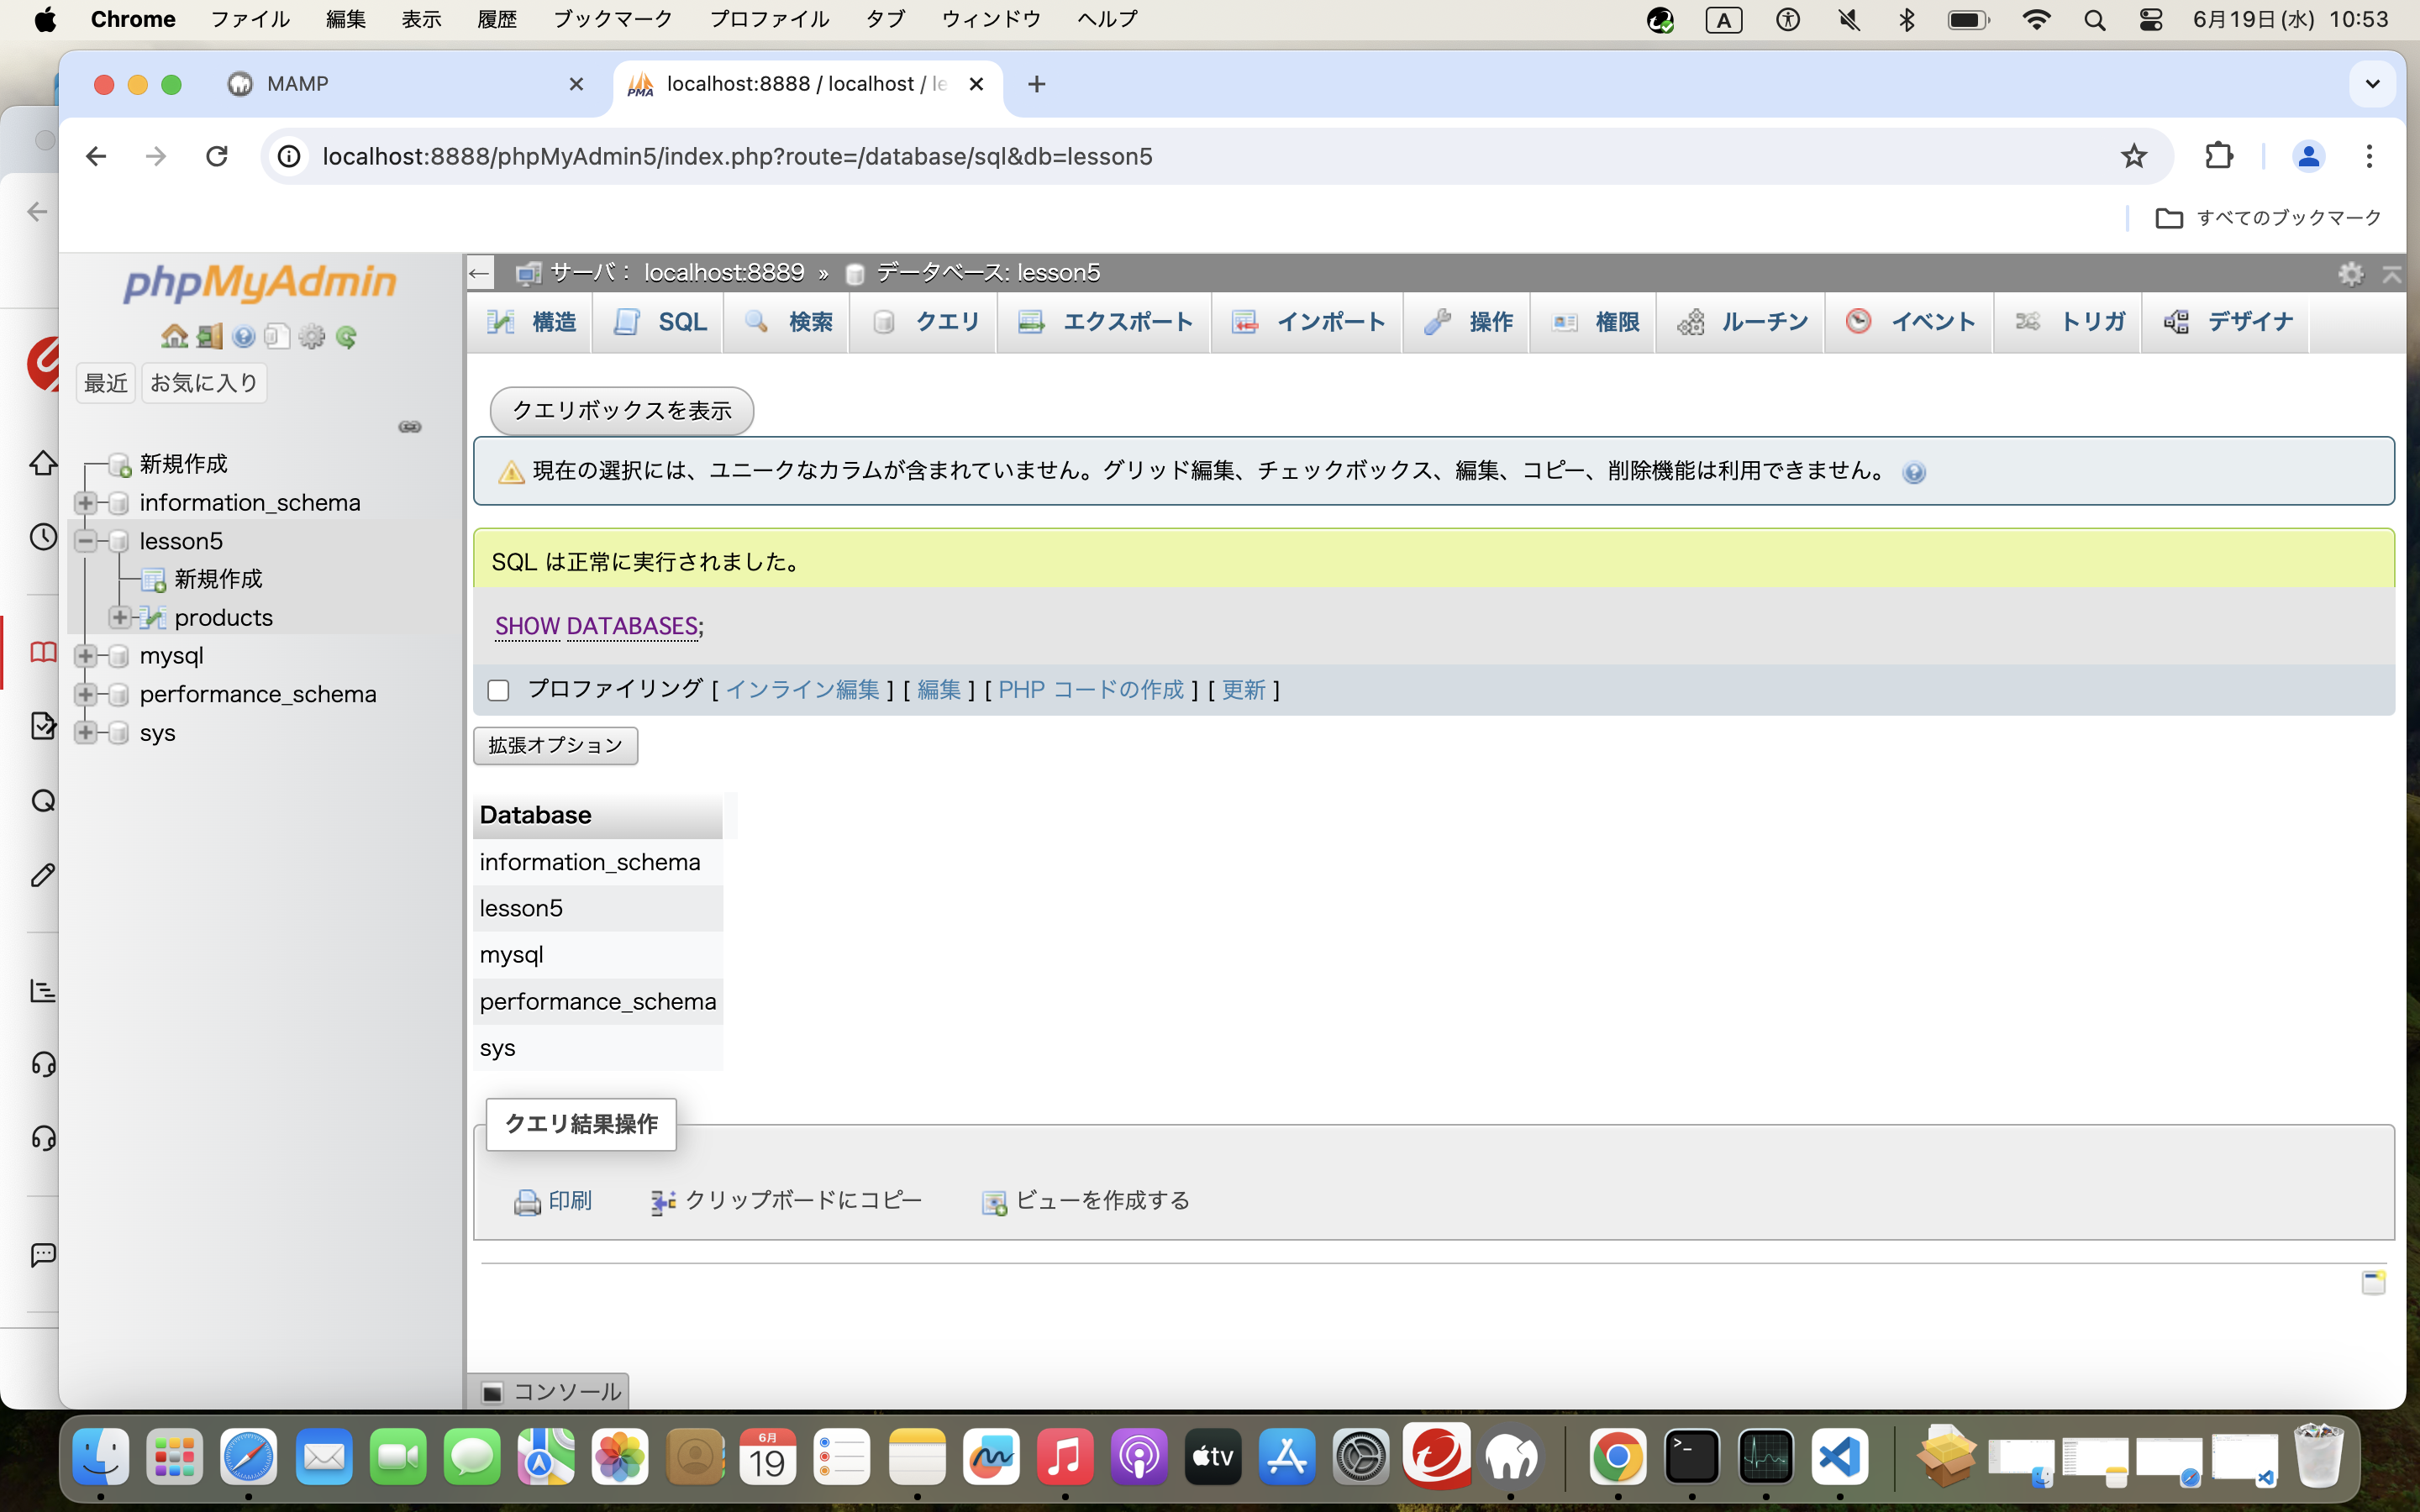 Chrome ファイル 編集 表示 履歴 ブックマーク プロファイル タブ ウィンドウ ヘルプ
A 6月19日(水) 10:53
MAMP
PMA localhost:8888 / localhost / le
localhost:8888/phpMyAdmin5/index.php?route=/database/sql&db=lesson5
すべてのブックマーク
phpMyAdmin
最近 お気に入り
新規作成
information_schema
lesson5
新規作成
products
mysql
performance_schema
sys
サーバ: localhost:8889 » データベース: lesson5
構造 SQL 検索 クエリ エクスポート インポート 操作 権限 ルーチン イベント トリガ デザイナ
クエリボックスを表示
現在の選択には、ユニークなカラムが含まれていません。グリッド編集、チェックボックス、編集、コピー、削除機能は利用できません。
SQL は正常に実行されました。
SHOW DATABASES;
プロファイリング [ インライン編集 ] [ 編集 ] [ PHP コードの作成 ] [ 更新 ]
拡張オプション
Database
information_schema
lesson5
mysql
performance_schema
sys
クエリ結果操作
印刷 クリップボードにコピー ビューを作成する
コンソール
6月
19
tv